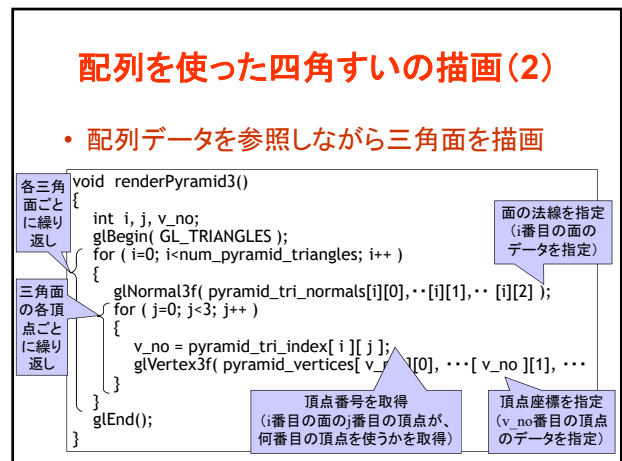 配列を使った四角すいの描画(2)
• 配列データを参照しながら三角面を描画
各三角
面ごと
に繰り
返し
void renderPyramid3()
{
int i, j, v_no;
glBegin( GL_TRIANGLES );
for ( i=0; i<num_pyramid_triangles; i++ )
{
面の法線を指定
(i番目の面の
データを指定)
glNormal3f( pyramid_tri_normals[i][0],··[i][1],·· [i][2] );
三角面
の各頂
点ごと
に繰り
返し
for ( j=0; j<3; j++ )
{
v_no = pyramid_tri_index[ i ][ j ];
glVertex3f( pyramid_vertices[ v_no ][0], ···[ v_no ][1], ···
}
}
glEnd();
}
頂点番号を取得
(i番目の面のj番目の頂点が、
何番目の頂点を使うかを取得)
頂点座標を指定
(v_no番目の頂点
のデータを指定)